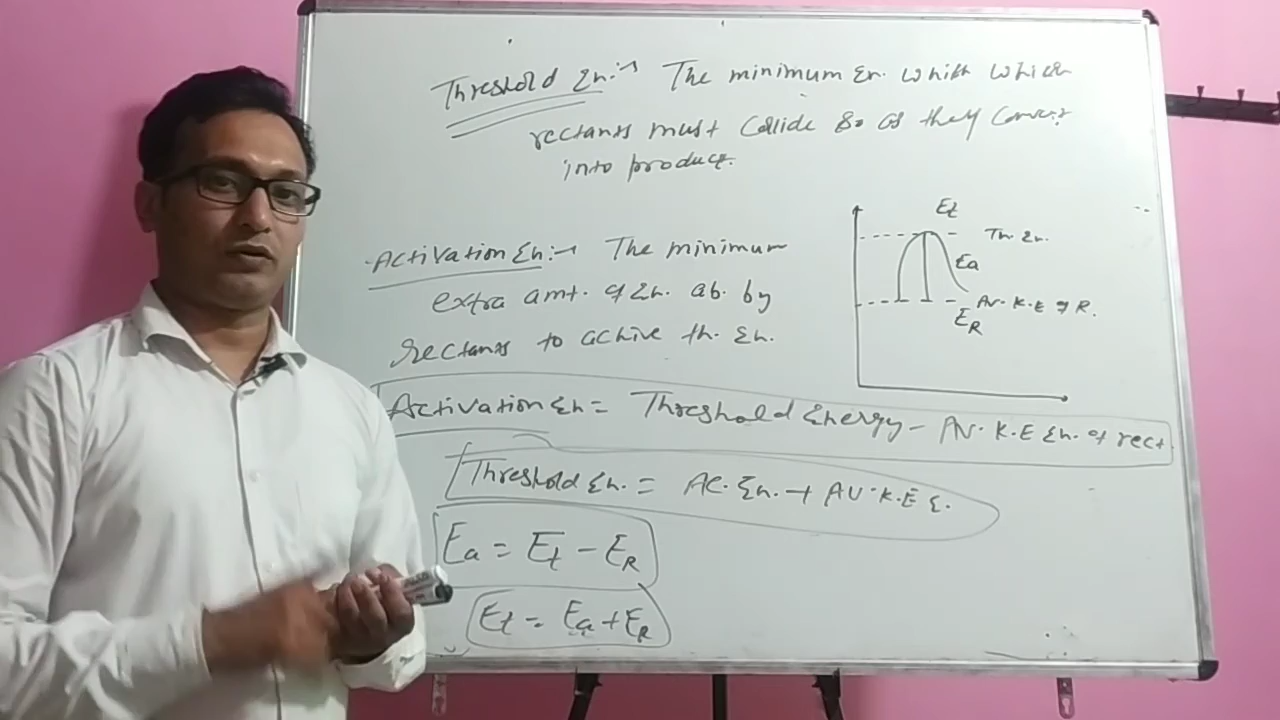 Threshold En:→ The minimum En. which which
rectants must Collide so as they Convert
into product.
Activation En:→ The minimum
extra amt. of En. ab. by
rectants to achive th. En.
Et
Th. En.
Ea
Av. K.E of R.
ER
Activation En = Threshold Energy - AV. K.E En. of rect
Threshold En. = AC. En. + AV. K.E E.
Ea = Et - ER
Et = Ea + ER